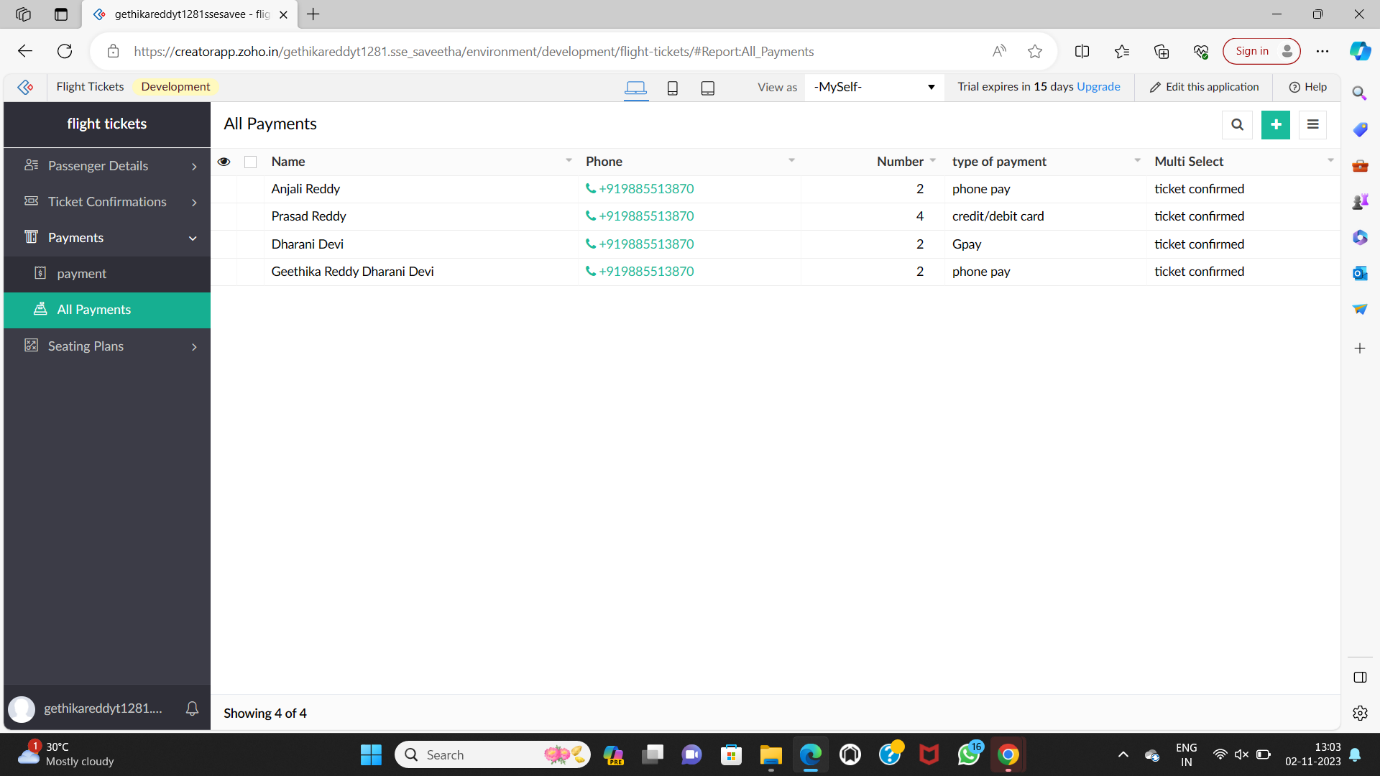 gethikareddyt1281ssesavee - flig
https://creatorapp.zoho.in/gethikareddyt1281.sse_saveetha/environment/development/flight-tickets/#Report:All_Payments
Sign in
Flight Tickets Development View as -MySelf- Trial expires in 15 days Upgrade Edit this application Help
flight tickets
All Payments
Name Phone Number type of payment Multi Select
Anjali Reddy +919885513870 2 phone pay ticket confirmed
Prasad Reddy +919885513870 4 credit/debit card ticket confirmed
Dharani Devi +919885513870 2 Gpay ticket confirmed
Geethika Reddy Dharani Devi +919885513870 2 phone pay ticket confirmed
Passenger Details
Ticket Confirmations
Payments
payment
All Payments
Seating Plans
gethikareddyt1281....
Showing 4 of 4
1
30°C
Mostly cloudy
Search
PRE
16
ENG
IN
13:03
02-11-2023